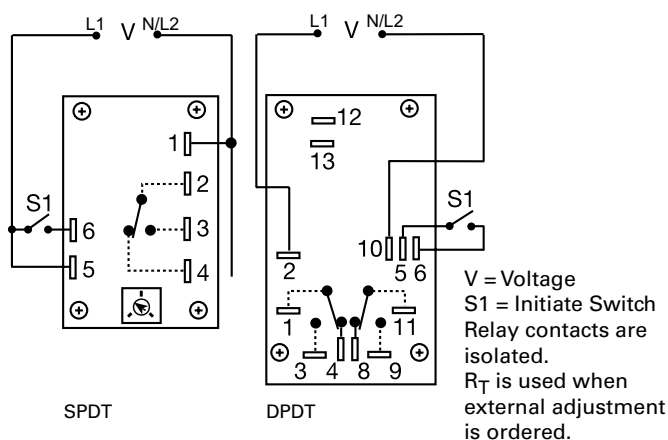 L1 V N/L2
L1 V N/L2
1
2
3
4
S1
6
5
12
13
S1
2
10
5 6
1
11
3 4 8 9
V = Voltage
S1 = Initiate Switch
Relay contacts are
isolated.
RT is used when
external adjustment
is ordered.
SPDT
DPDT